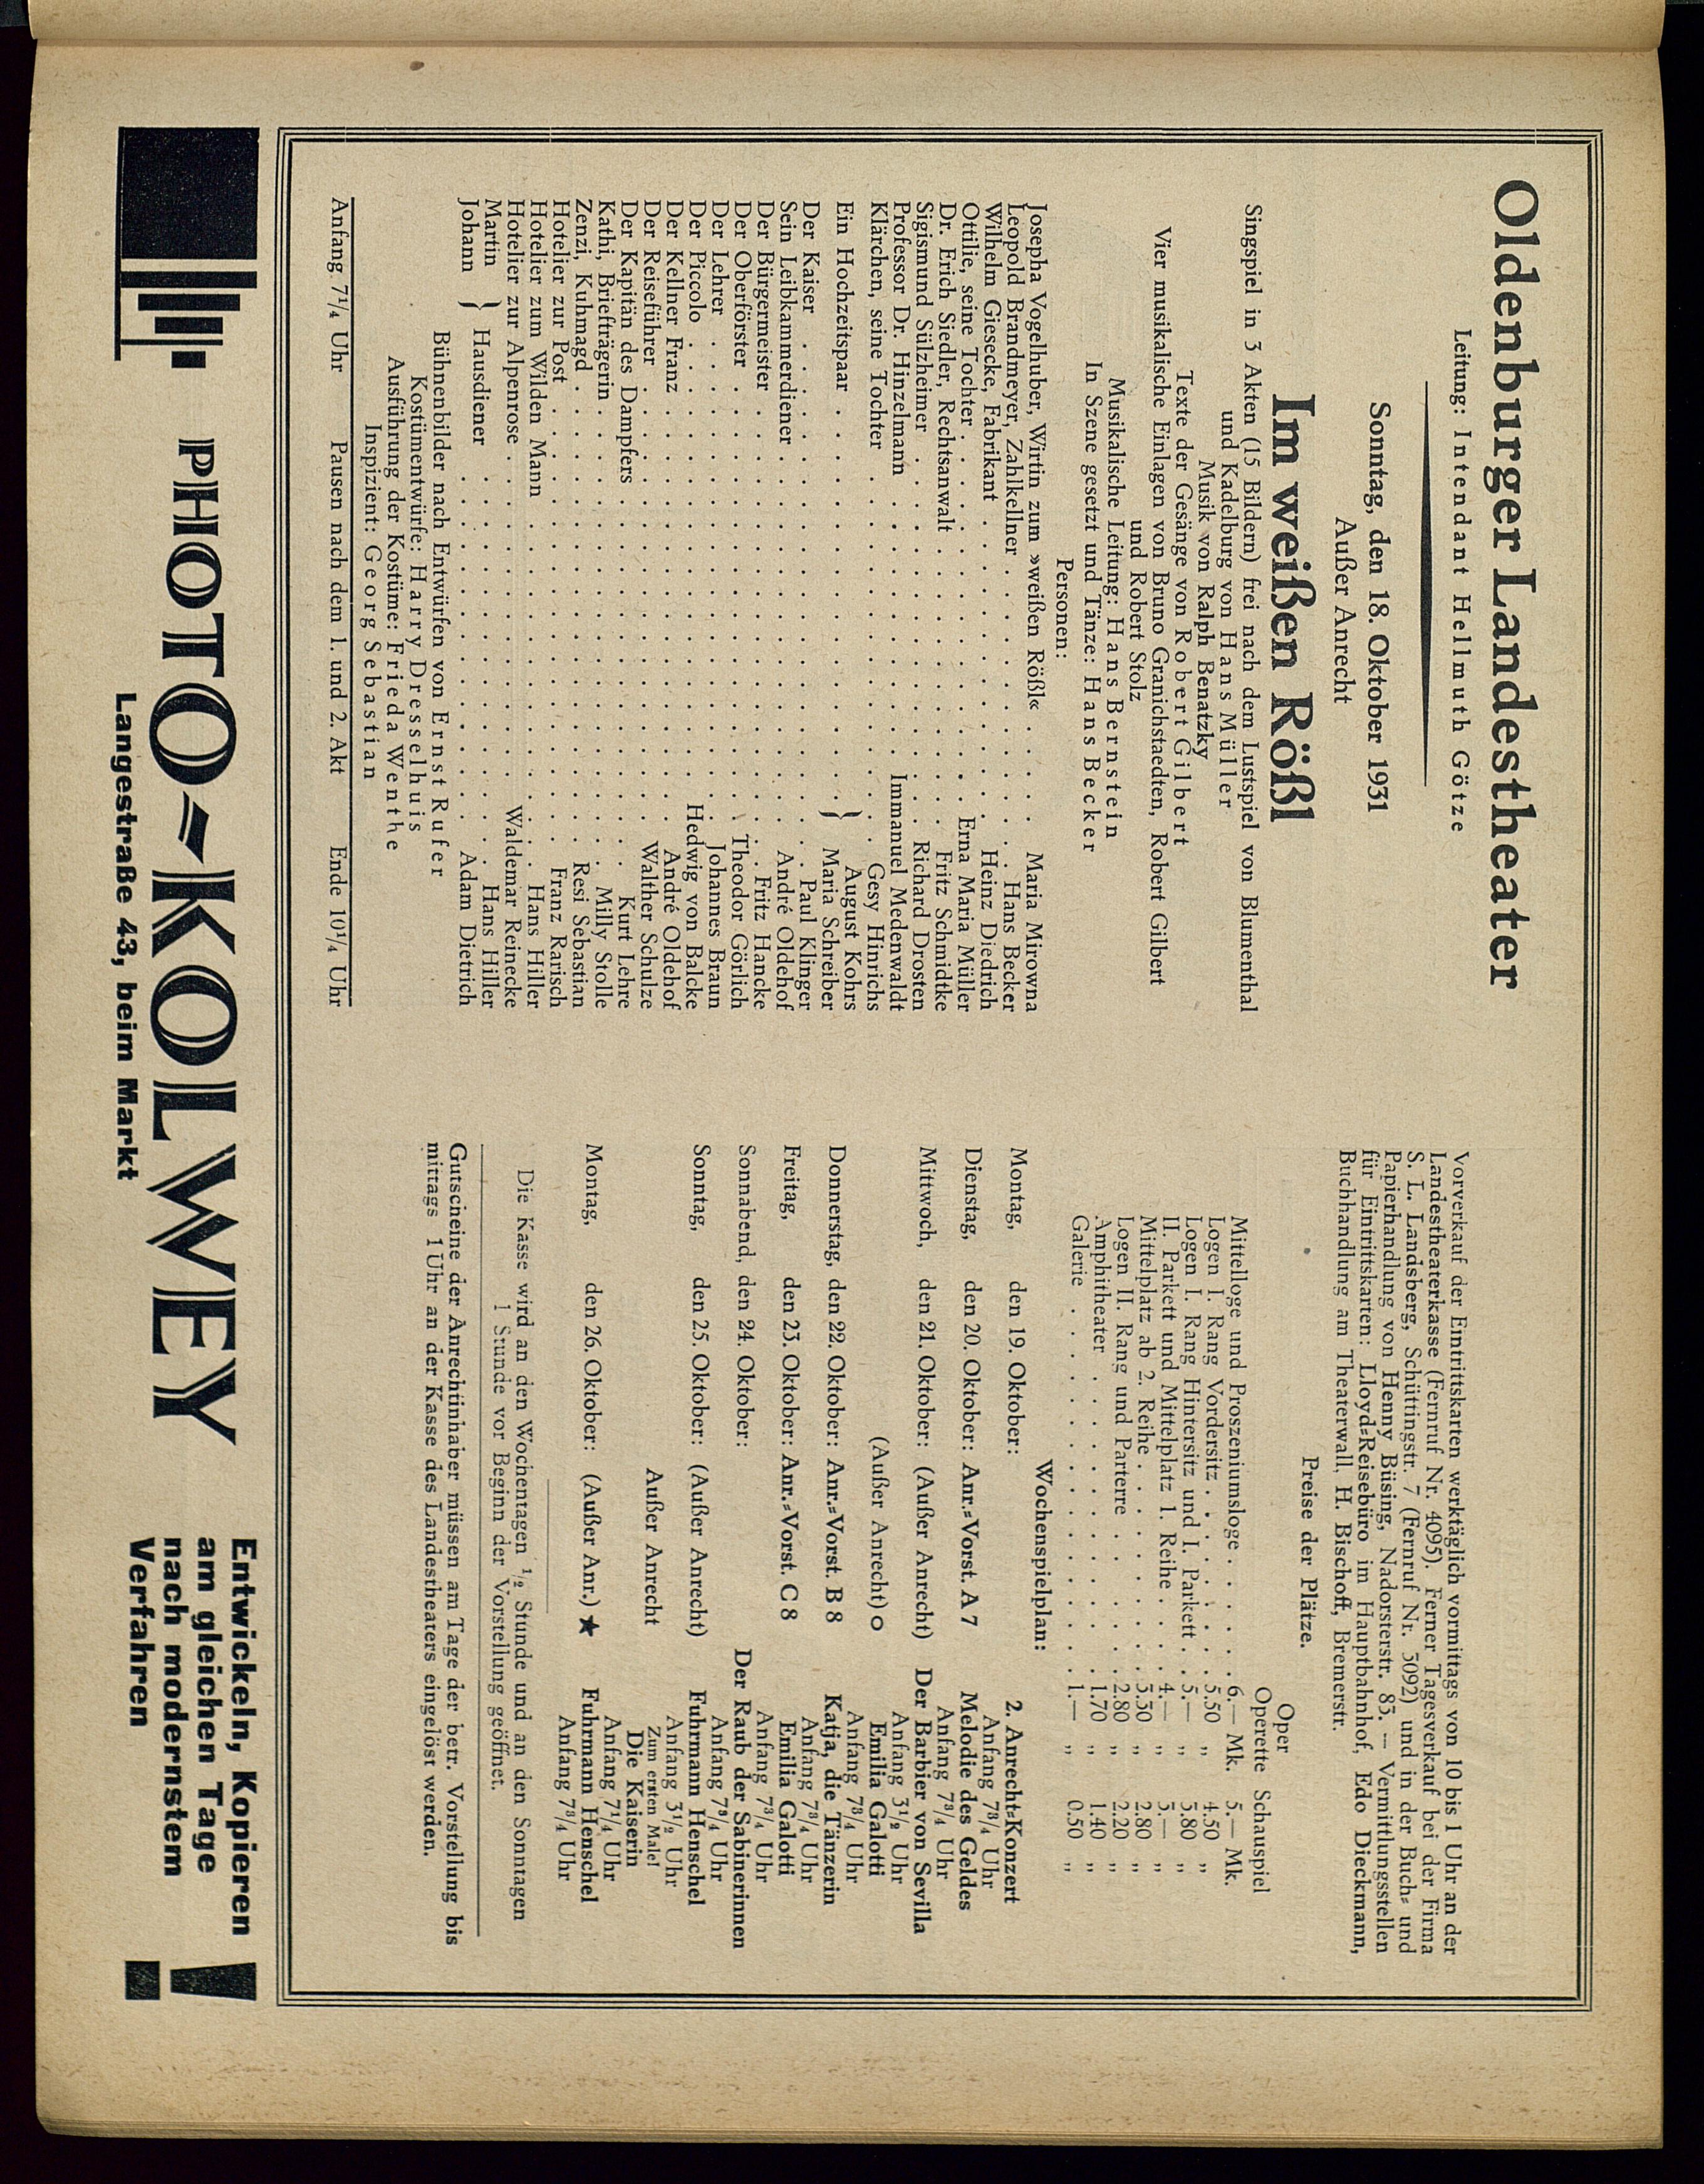 Oldenburger Landestheater
Leitung: Intendant Hellmuth Götze
Sonntag, den 18. Oktober 1931
Außer Anrecht
Im weißen Rößl
Singspiel in 3 Akten (15 Bildern) frei nach dem Lustspiel von Blumenthal
und Kadelburg von Hans Müller
Musik von Ralph Benatzky
Texte der Gesänge von Robert Gilbert
Vier musikalische Einlagen von Bruno Granichstaedten, Robert Gilbert
und Robert Stolz
Musikalische Leitung: Hans Bernstein
In Szene gesetzt und Tänze: Hans Becker
Personen:
Josepha Vogelhuber, Wirtin zum »weißen Rößl« . . . . . Maria Mirowna
Leopold Brandmeyer, Zahlkellner . . . . . Hans Becker
Wilhelm Giesecke, Fabrikant . . . . . Heinz Diedrich
Ottilie, seine Tochter . . . . . Erna Maria Müller
Dr. Erich Siedler, Rechtsanwalt . . . . . Fritz Schmidtke
Sigismund Sülzheimer . . . . . Richard Drosten
Professor Dr. Hinzelmann . . . . . Immanuel Medenwaldt
Klärchen, seine Tochter . . . . . Gesy Hinrichs
Ein Hochzeitspaar . . . . . } August Kohrs
Maria Schreiber
Der Kaiser . . . . . Paul Klinger
Sein Leibkammerdiener . . . . . André Oldehof
Der Bürgermeister . . . . . Fritz Hancke
Der Oberförster . . . . . Theodor Görlich
Der Lehrer . . . . . Johannes Braun
Der Piccolo . . . . . Hedwig von Balcke
Der Kellner Franz . . . . . André Oldehof
Der Reiseführer . . . . . Walther Schulze
Der Kapitän des Dampfers . . . . . Kurt Lehre
Kathi, Briefträgerin . . . . . Milly Stolle
Zenzi, Kuhmagd . . . . . Resi Sebastian
Hotelier zur Post . . . . . Franz Rarisch
Hotelier zum Wilden Mann . . . . . Hans Hiller
Hotelier zur Alpenrose . . . . . Waldemar Reinecke
Martin } Hausdiener . . . . . Hans Hiller
Johann . . . . . Adam Dietrich
Bühnenbilder nach Entwürfen von Ernst Rufer
Kostümentwürfe: Harry Dresselhuis
Ausführung der Kostüme: Frieda Wenthe
Inspizient: Georg Sebastian
Anfang 7¼ Uhr Pausen nach dem 1. und 2. Akt Ende 10¼ Uhr
Vorverkauf der Eintrittskarten werktäglich vormittags von 10 bis 1 Uhr an der
Landestheaterkasse (Fernruf Nr. 4095). Ferner Tagesverkauf bei der Firma
S. L. Landsberg, Schüttingstr. 7 (Fernruf Nr. 5092) und in der Buch- und
Papierhandlung von Henny Büsing, Nadorsterstr. 83. — Vermittlungsstellen
für Eintrittskarten: Lloyd-Reisebüro im Hauptbahnhof, Edo Dieckmann,
Buchhandlung am Theaterwall, H. Bischoff, Bremerstr.
Preise der Plätze.
Oper
Operette Schauspiel
Mittelloge und Proszeniumsloge . . . . . 6.— Mk. 5.— Mk.
Logen I. Rang Vordersitz . . . . . 5.50 „ 4.50 „
Logen I. Rang Hintersitz und I. Parkett . . 5.— „ 3.80 „
II. Parkett und Mittelplatz 1. Reihe . . . 4.— „ 3.— „
Mittelplatz ab 2. Reihe . . . . . 3.50 „ 2.80 „
Logen II. Rang und Parterre . . . . . 2.80 „ 2.20 „
Amphitheater . . . . . 1.70 „ 1.40 „
Galerie . . . . . 1.— „ 0.50 „
Wochenspielplan:
Montag, den 19. Oktober: 2. Anrecht-Konzert
Anfang 7¾ Uhr
Dienstag, den 20. Oktober: Anr.-Vorst. A 7 Melodie des Geldes
Anfang 7¾ Uhr
Mittwoch, den 21. Oktober: (Außer Anrecht) Der Barbier von Sevilla
Anfang 3½ Uhr
(Außer Anrecht) O Emilia Galotti
Anfang 7¾ Uhr
Donnerstag, den 22. Oktober: Anr.-Vorst. B 8 Katja, die Tänzerin
Anfang 7¾ Uhr
Freitag, den 23. Oktober: Anr.-Vorst. C 8 Emilia Galotti
Anfang 7¾ Uhr
Sonnabend, den 24. Oktober: Der Raub der Sabinerinnen
Anfang 7¾ Uhr
Sonntag, den 25. Oktober: (Außer Anrecht) Fuhrmann Henschel
Anfang 3½ Uhr
Zum ersten Male!
Außer Anrecht Die Kaiserin
Anfang 7¼ Uhr
Montag, den 26. Oktober: (Außer Anr.) ★ Fuhrmann Henschel
Anfang 7¾ Uhr
Die Kasse wird an den Wochentagen ½ Stunde und an den Sonntagen
1 Stunde vor Beginn der Vorstellung geöffnet.
Gutscheine der Anrechtinhaber müssen am Tage der betr. Vorstellung bis
mittags 1 Uhr an der Kasse des Landestheaters eingelöst werden.
PHOTO-KOLWEY
Langestraße 43, beim Markt
Entwickeln, Kopieren
am gleichen Tage
nach modernstem
Verfahren !